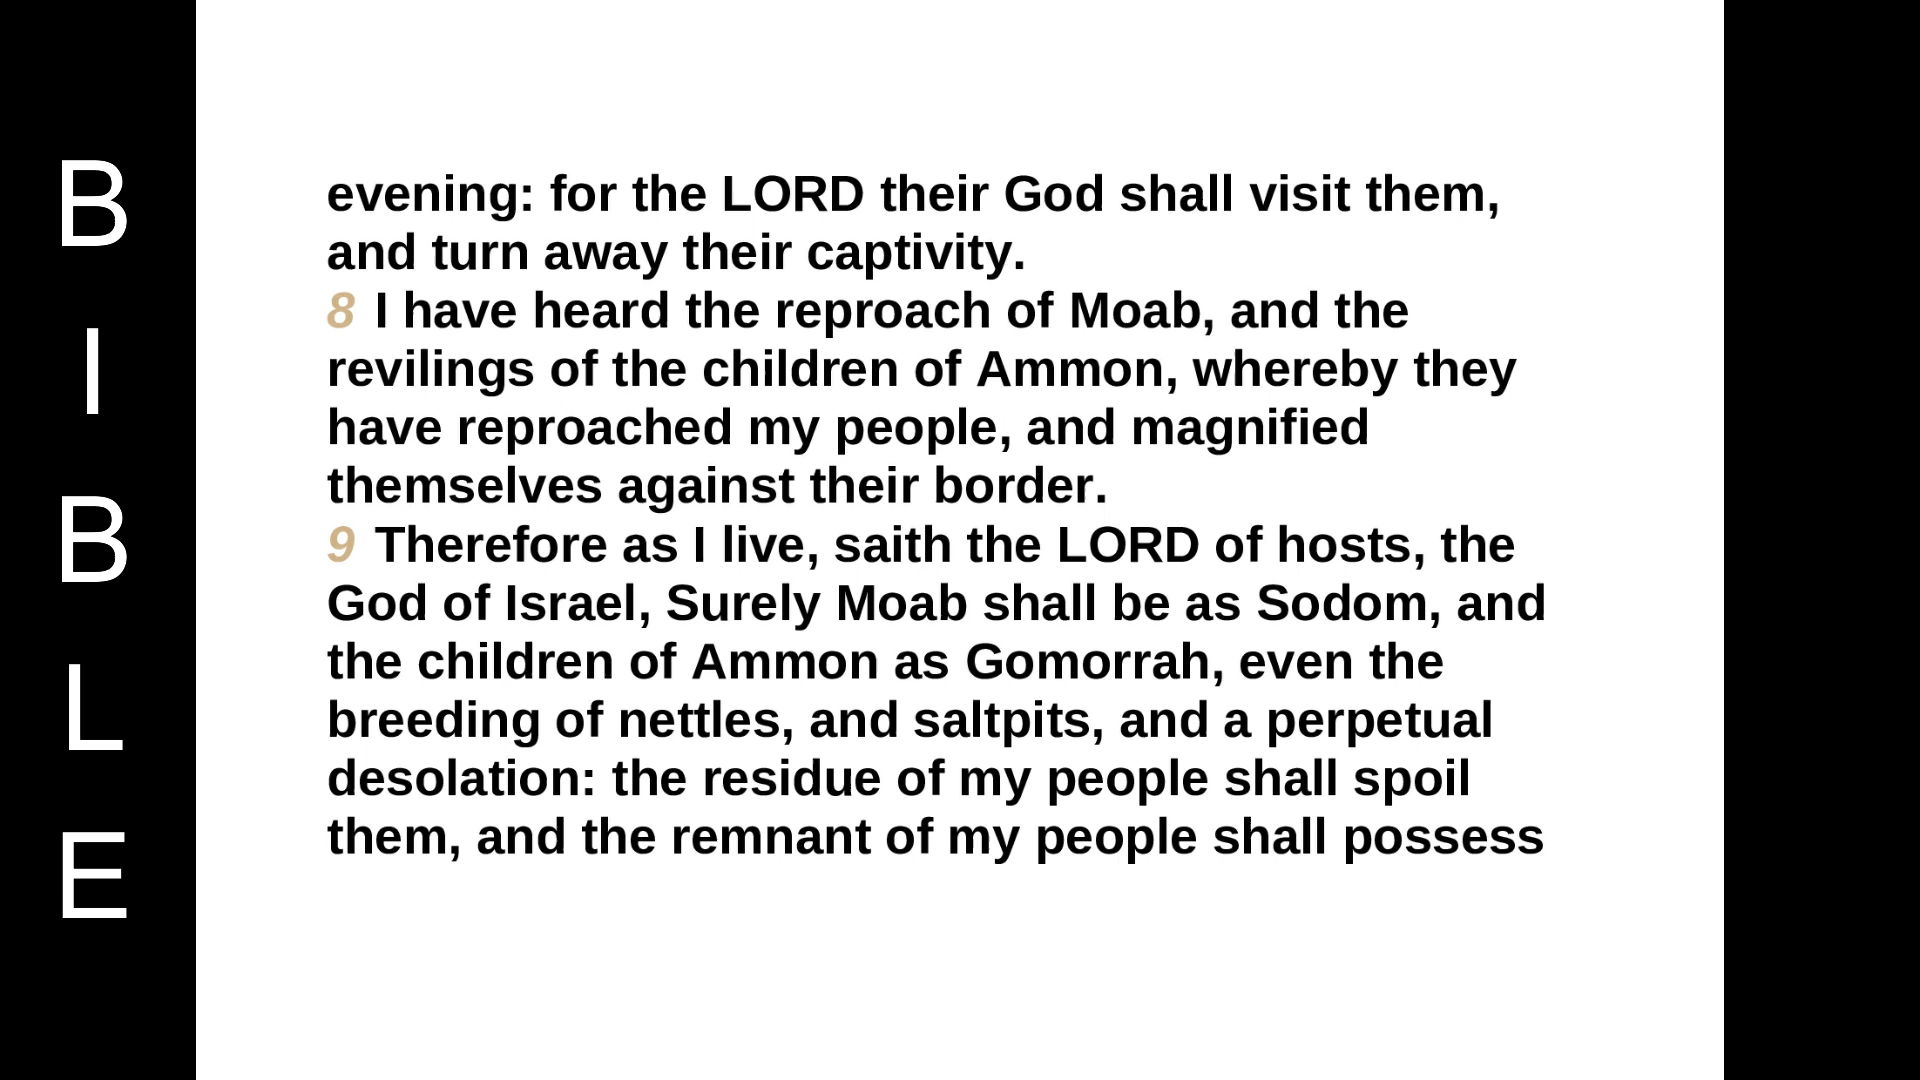 B
I
B
L
E
evening: for the LORD their God shall visit them,
and turn away their captivity.
8 I have heard the reproach of Moab, and the
revilings of the children of Ammon, whereby they
have reproached my people, and magnified
themselves against their border.
9 Therefore as I live, saith the LORD of hosts, the
God of Israel, Surely Moab shall be as Sodom, and
the children of Ammon as Gomorrah, even the
breeding of nettles, and saltpits, and a perpetual
desolation: the residue of my people shall spoil
them, and the remnant of my people shall possess